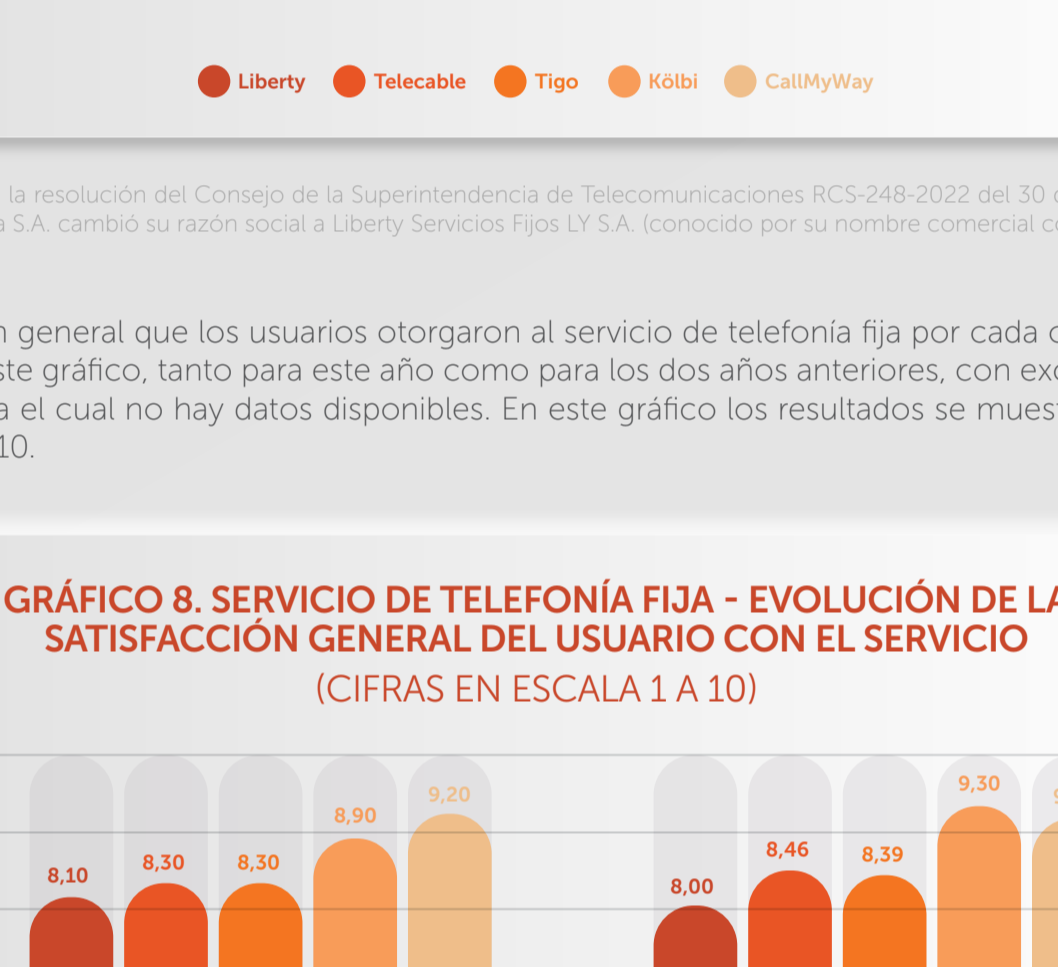 Liberty Telecable Tigo Kölbi CallMyWay
la resolución del Consejo de la Superintendencia de Telecomunicaciones RCS-248-2022 del 30
S.A. cambió su razón social a Liberty Servicios Fijos LY S.A. (conocido por su nombre comercial
general que los usuarios otorgaron al servicio de telefonía fija por cada
gráfico, tanto para este año como para los dos años anteriores, con
el cual no hay datos disponibles. En este gráfico los resultados se
10.
GRÁFICO 8. SERVICIO DE TELEFONÍA FIJA - EVOLUCIÓN DE LA
SATISFACCIÓN GENERAL DEL USUARIO CON EL SERVICIO
(CIFRAS EN ESCALA 1 A 10)
8,10 8,30 8,30 8,90 9,20
8,00 8,46 8,39 9,30